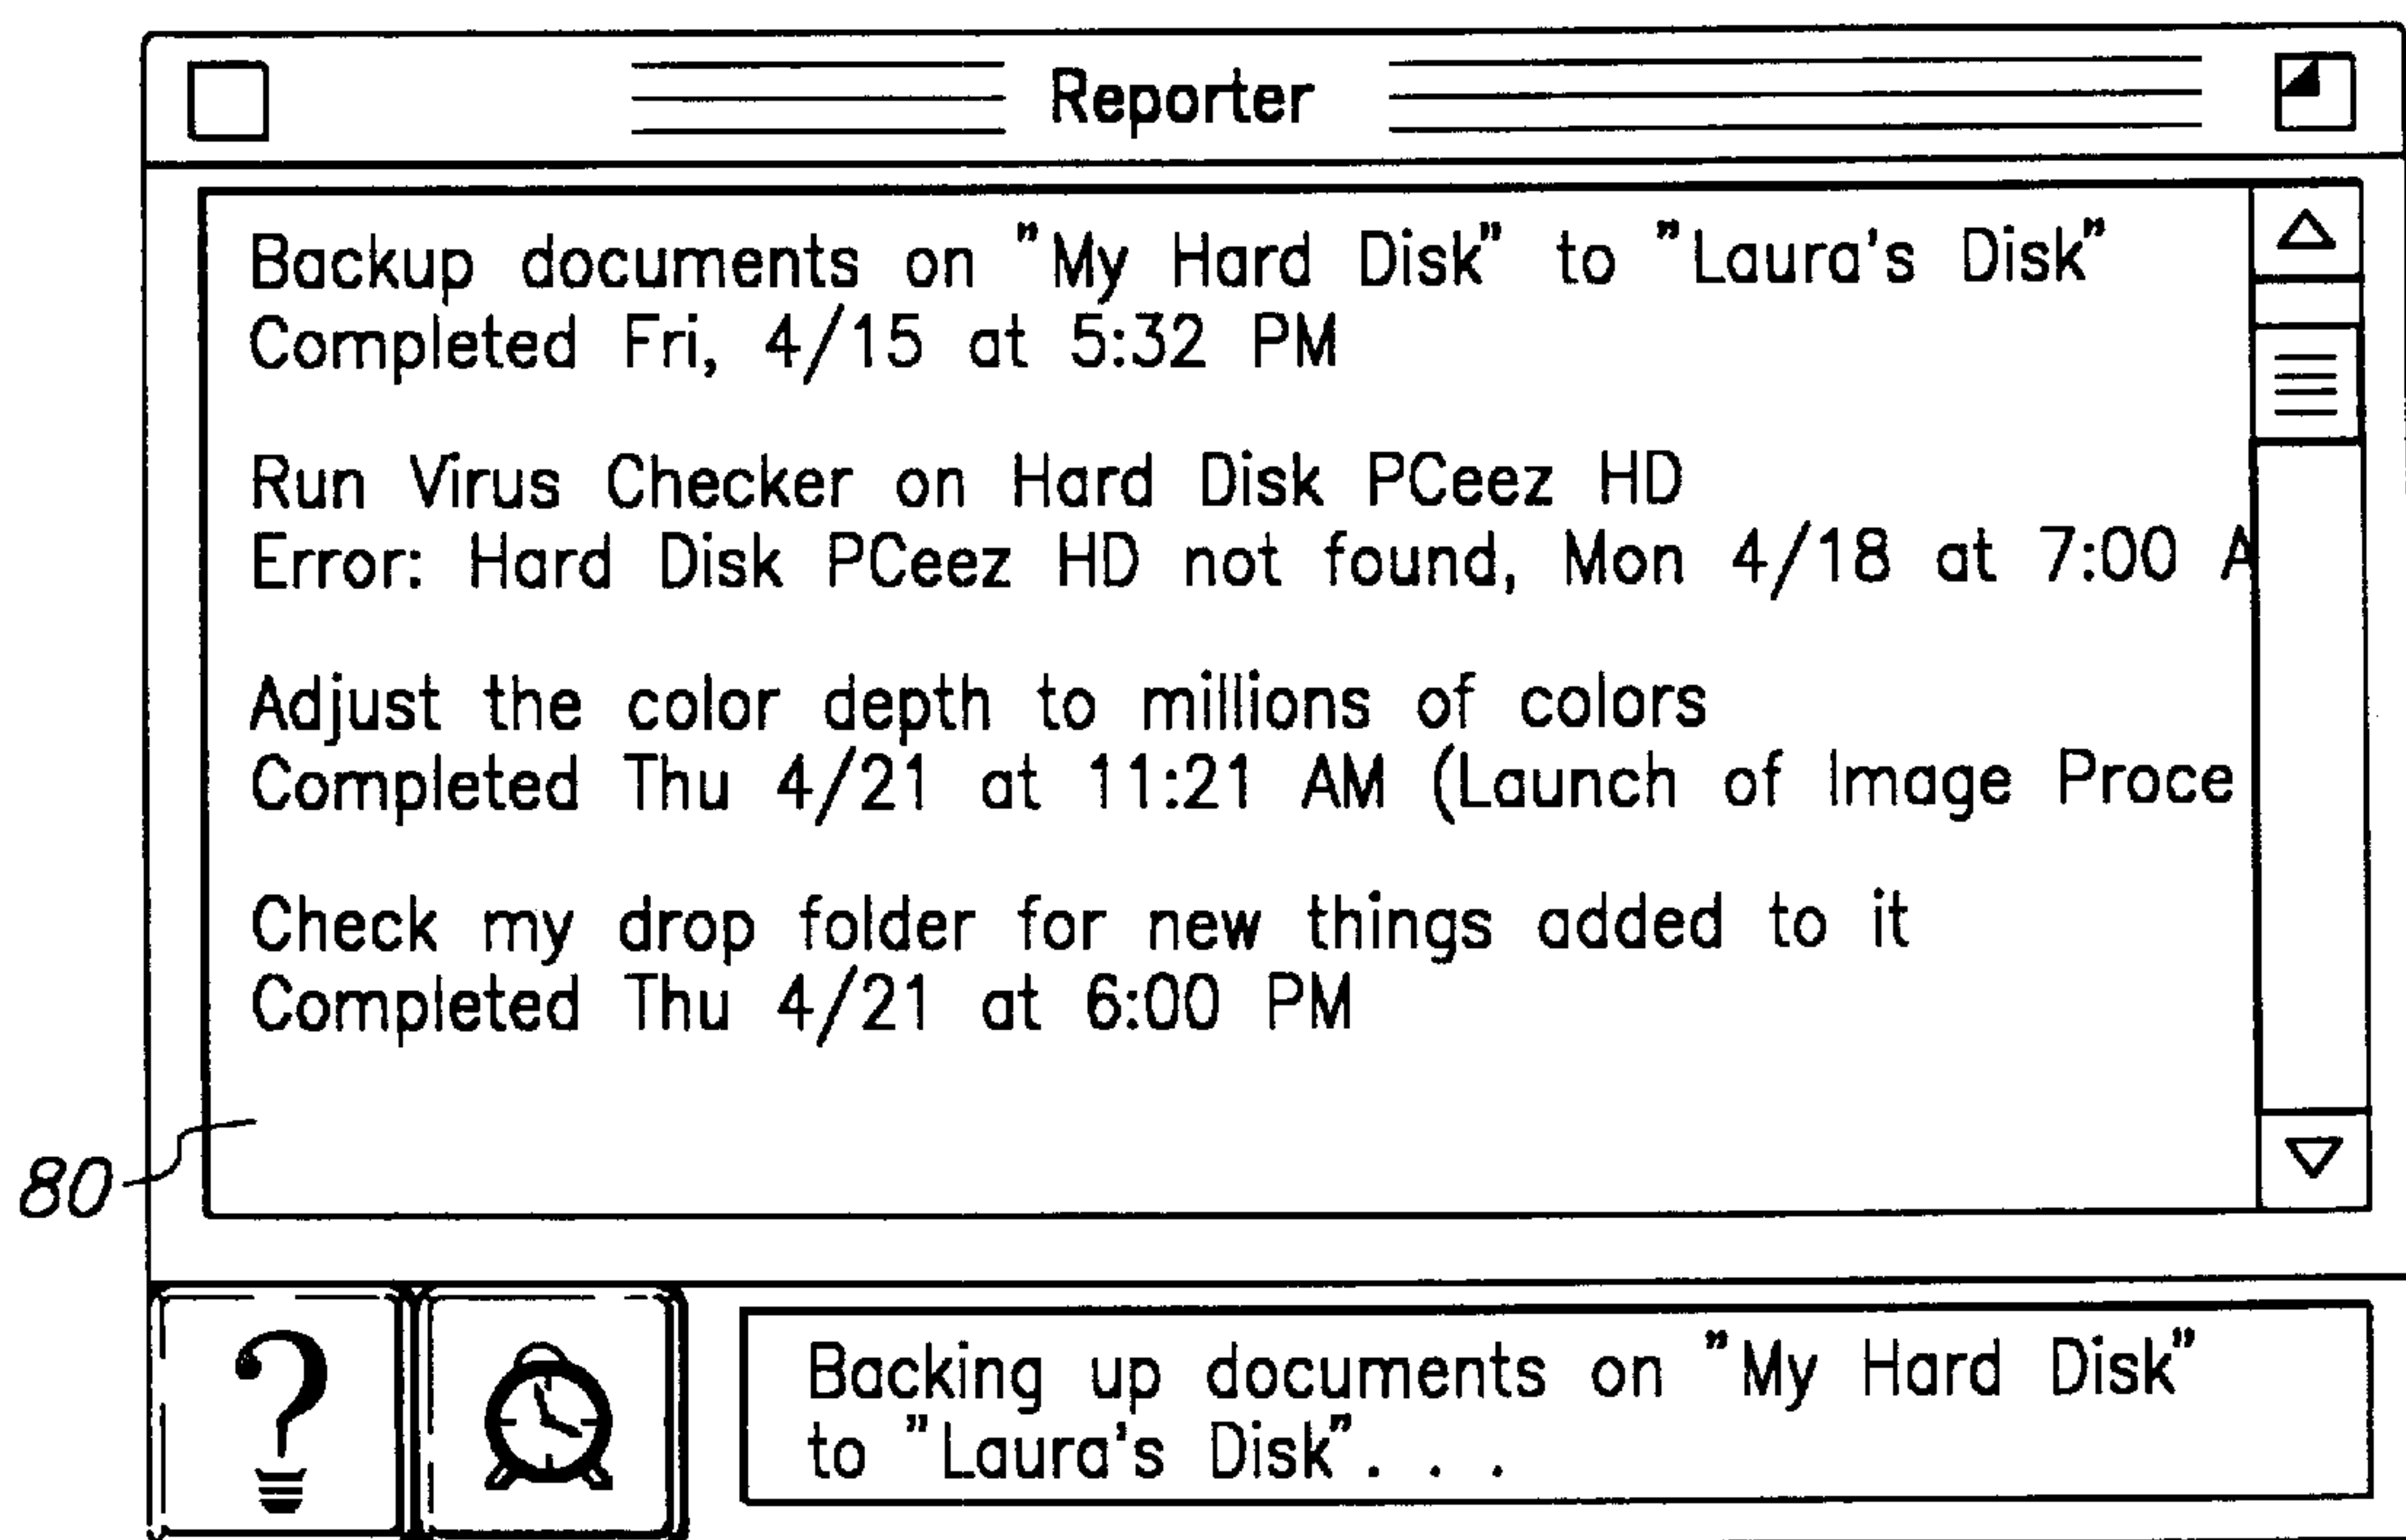 Reporter
Backup documents on "My Hard Disk" to "Laura's Disk"
Completed Fri, 4/15 at 5:32 PM
Run Virus Checker on Hard Disk PCeez HD
Error: Hard Disk PCeez HD not found, Mon 4/18 at 7:00 A
Adjust the color depth to millions of colors
Completed Thu 4/21 at 11:21 AM (Launch of Image Proce
Check my drop folder for new things added to it
Completed Thu 4/21 at 6:00 PM
80
?
Backing up documents on "My Hard Disk"
to "Laura's Disk". . .